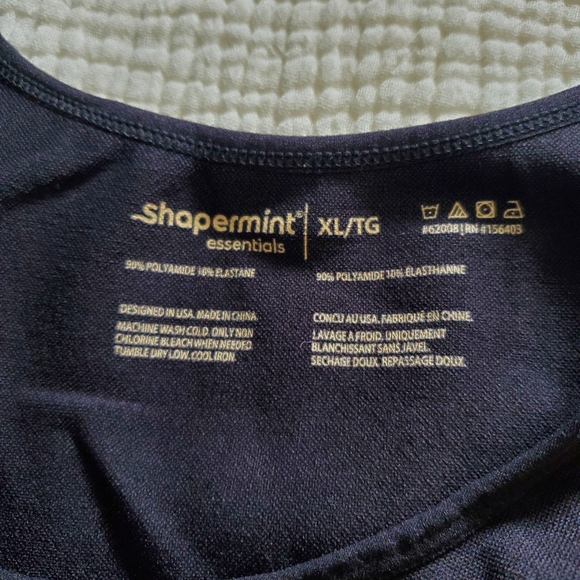 shapermint®
essentials
XL/TG
#62008 | RN #156403
90% POLYAMIDE 10% ELASTANE
90% POLYAMIDE 10% ÉLASTHANNE
DESIGNED IN USA. MADE IN CHINA
MACHINE WASH COLD. ONLY NON
CHLORINE BLEACH WHEN NEEDED
TUMBLE DRY LOW. COOL IRON.
CONCU AU USA. FABRIQUÉ EN CHINE.
LAVAGE A FROID. UNIQUEMENT
BLANCHISSANT SANS JAVEL.
SECHAGE DOUX. REPASSAGE DOUX.